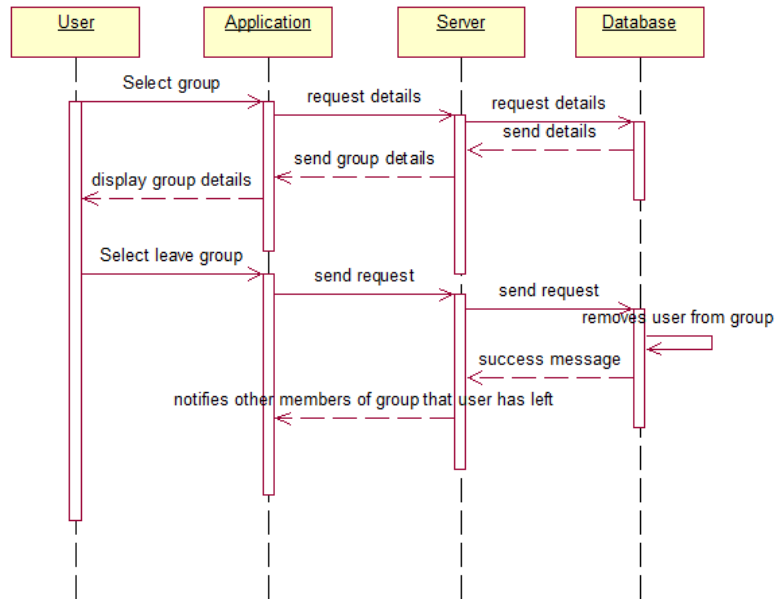 User
Application
Server
Database
Select group
request details
request details
send details
send group details
display group details
Select leave group
send request
send request
removes user from group
success message
notifies other members of group that user has left